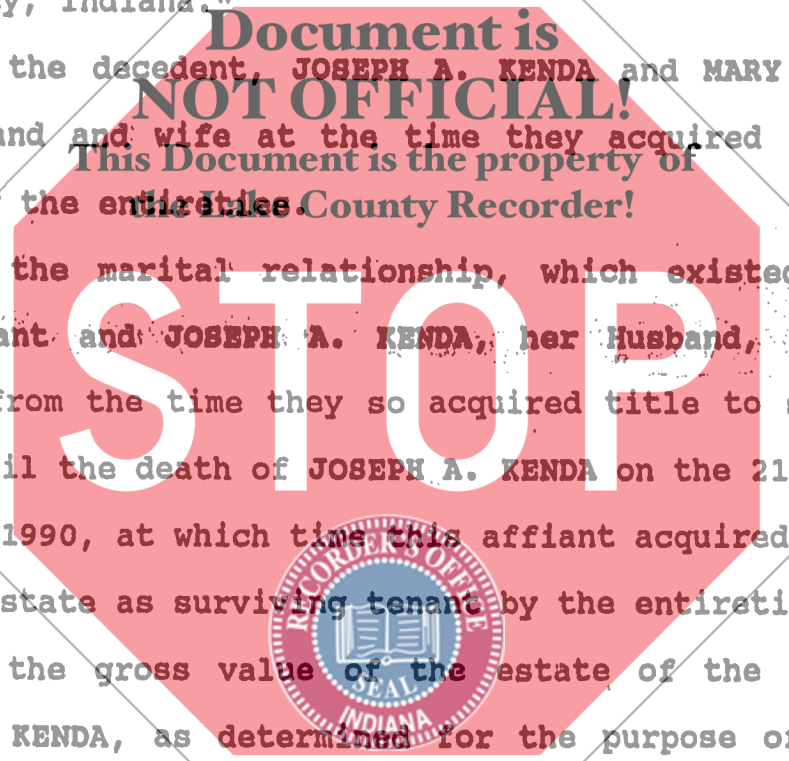 y, Indiana."
Document is
the decedent, JOSEPH A. KENDA and MARY
NOT OFFICIAL!
and and wife at the time they acquired
This Document is the property of
the entireties.
the Lake County Recorder!
the marital relationship, which existed
ant and JOSEPH A. KENDA, her Husband,
from the time they so acquired title to s
il the death of JOSEPH A. KENDA on the 21
1990, at which time this affiant acquired
state as surviving tenant by the entireti
the gross value of the estate of the
KENDA, as determined for the purpose of
STOP
RECORDER'S OFFICE
SEAL
INDIANA